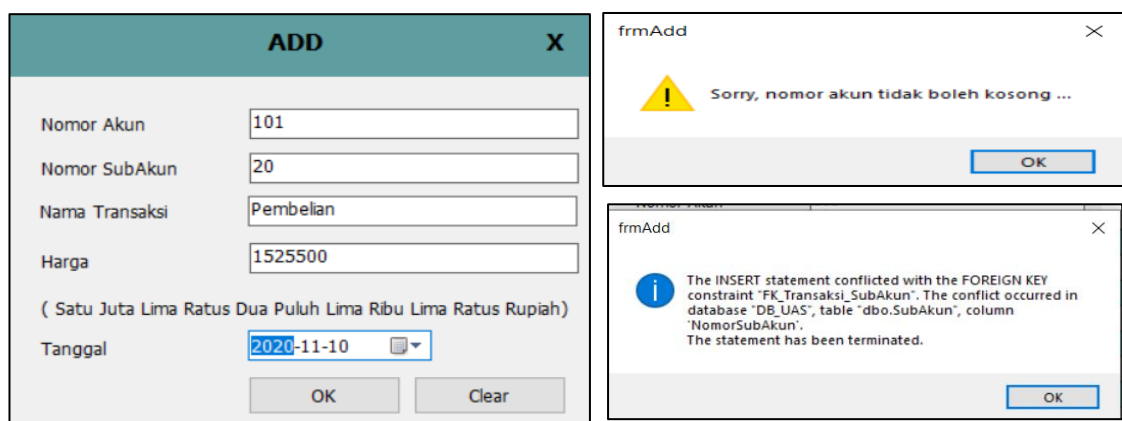 ADD X
Nomor Akun 101
Nomor SubAkun 20
Nama Transaksi Pembelian
Harga 1525500
( Satu Juta Lima Ratus Dua Puluh Lima Ribu Lima Ratus Rupiah)
Tanggal 2020-11-10
OK Clear
frmAdd
Sorry, nomor akun tidak boleh kosong ...
OK
frmAdd
The INSERT statement conflicted with the FOREIGN KEY
constraint "FK_Transaksi_SubAkun". The conflict occurred in
database "DB_UAS", table "dbo.SubAkun", column
'NomorSubAkun'.
The statement has been terminated.
OK